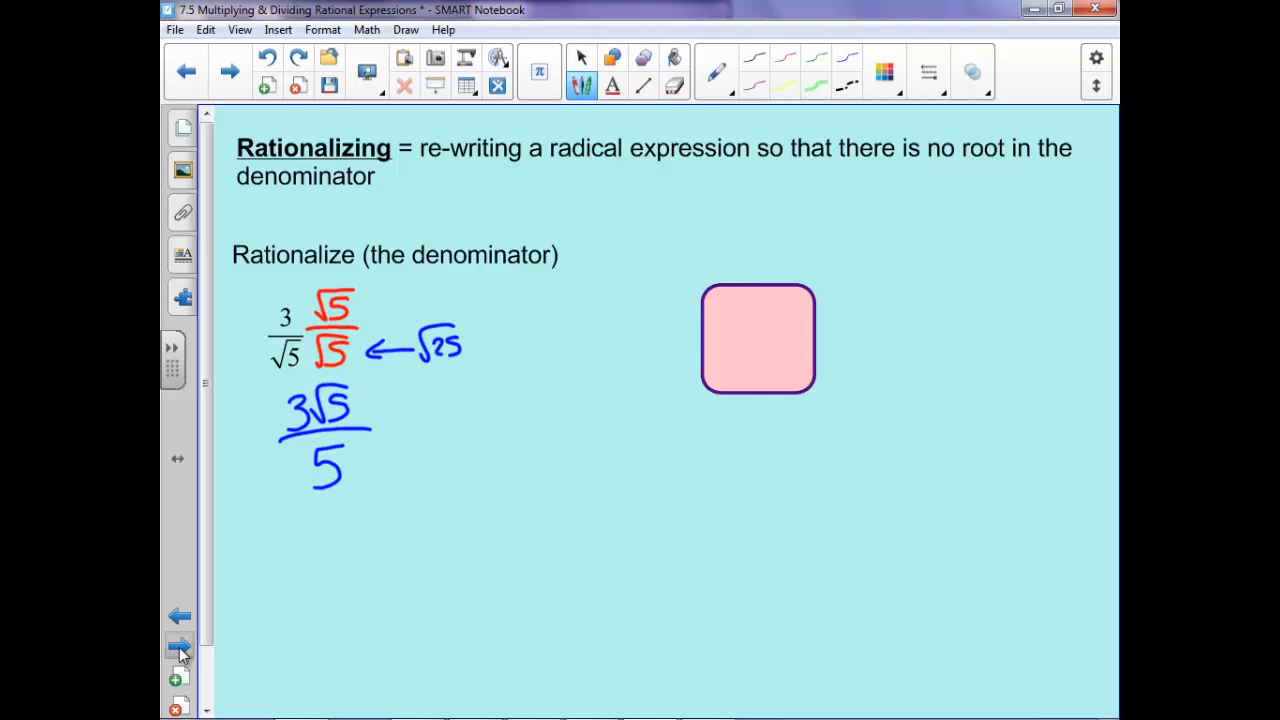 7.5 Multiplying & Dividing Rational Expressions * - SMART Notebook
File Edit View Insert Format Math Draw Help
π
A
Rationalizing = re-writing a radical expression so that there is no root in the
denominator
Rationalize (the denominator)
3 √5
√5 √5 ← √25
3√5
5